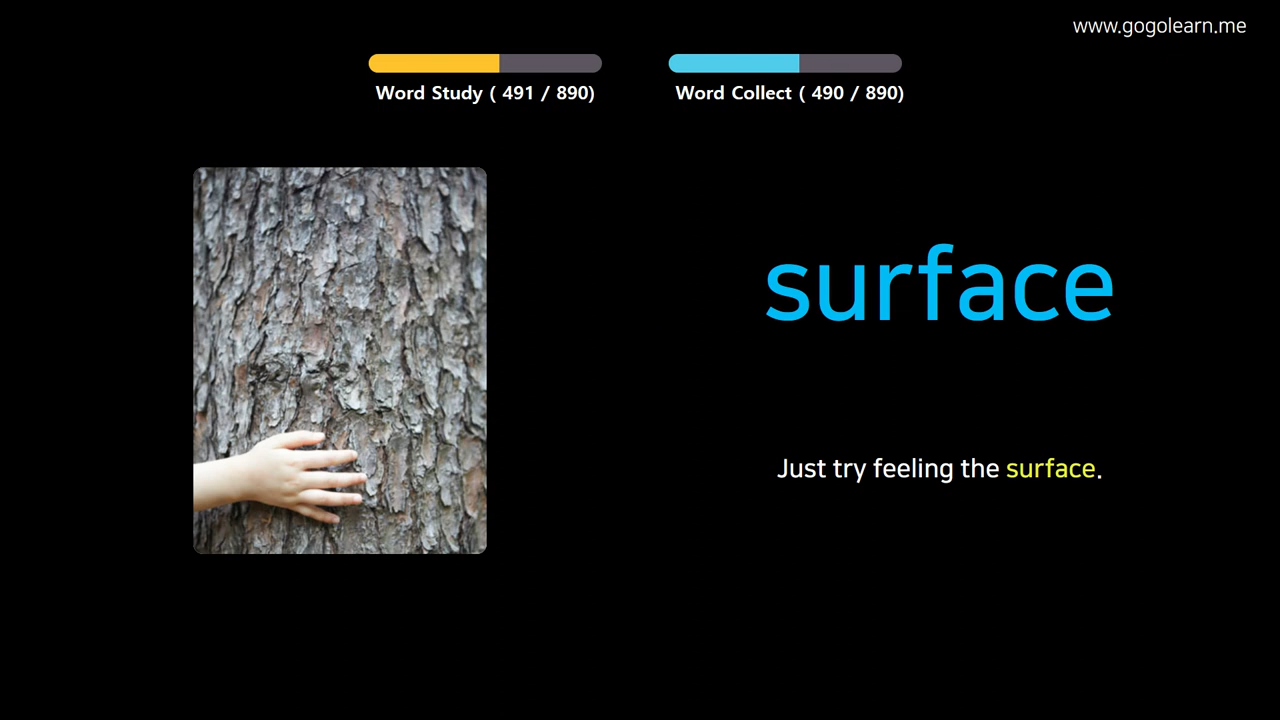 www.gogolearn.me
Word Study ( 491 / 890)
Word Collect ( 490 / 890)
surface
Just try feeling the surface.